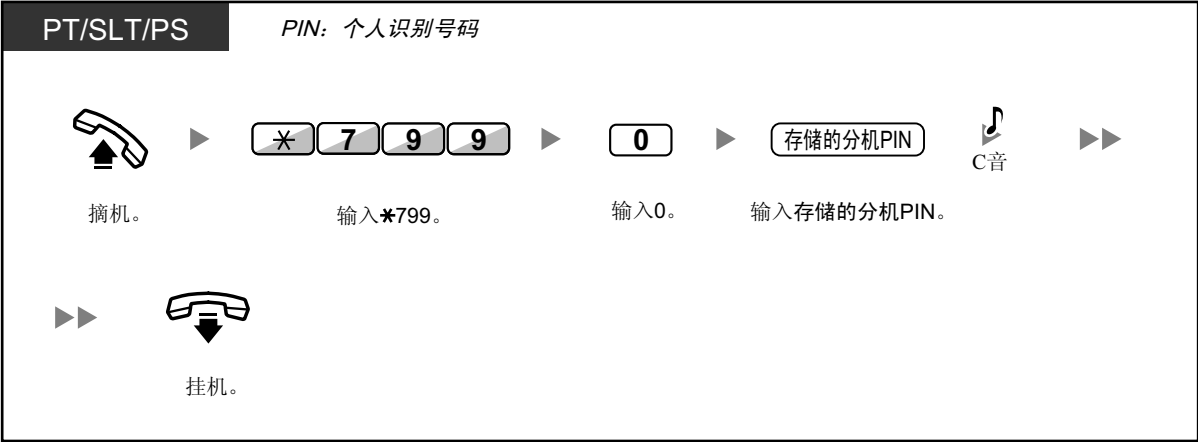 PT/SLT/PS PIN：个人识别号码
* 7 9 9 0 存储的分机PIN C音
摘机。 输入*799。 输入0。 输入存储的分机PIN。
挂机。